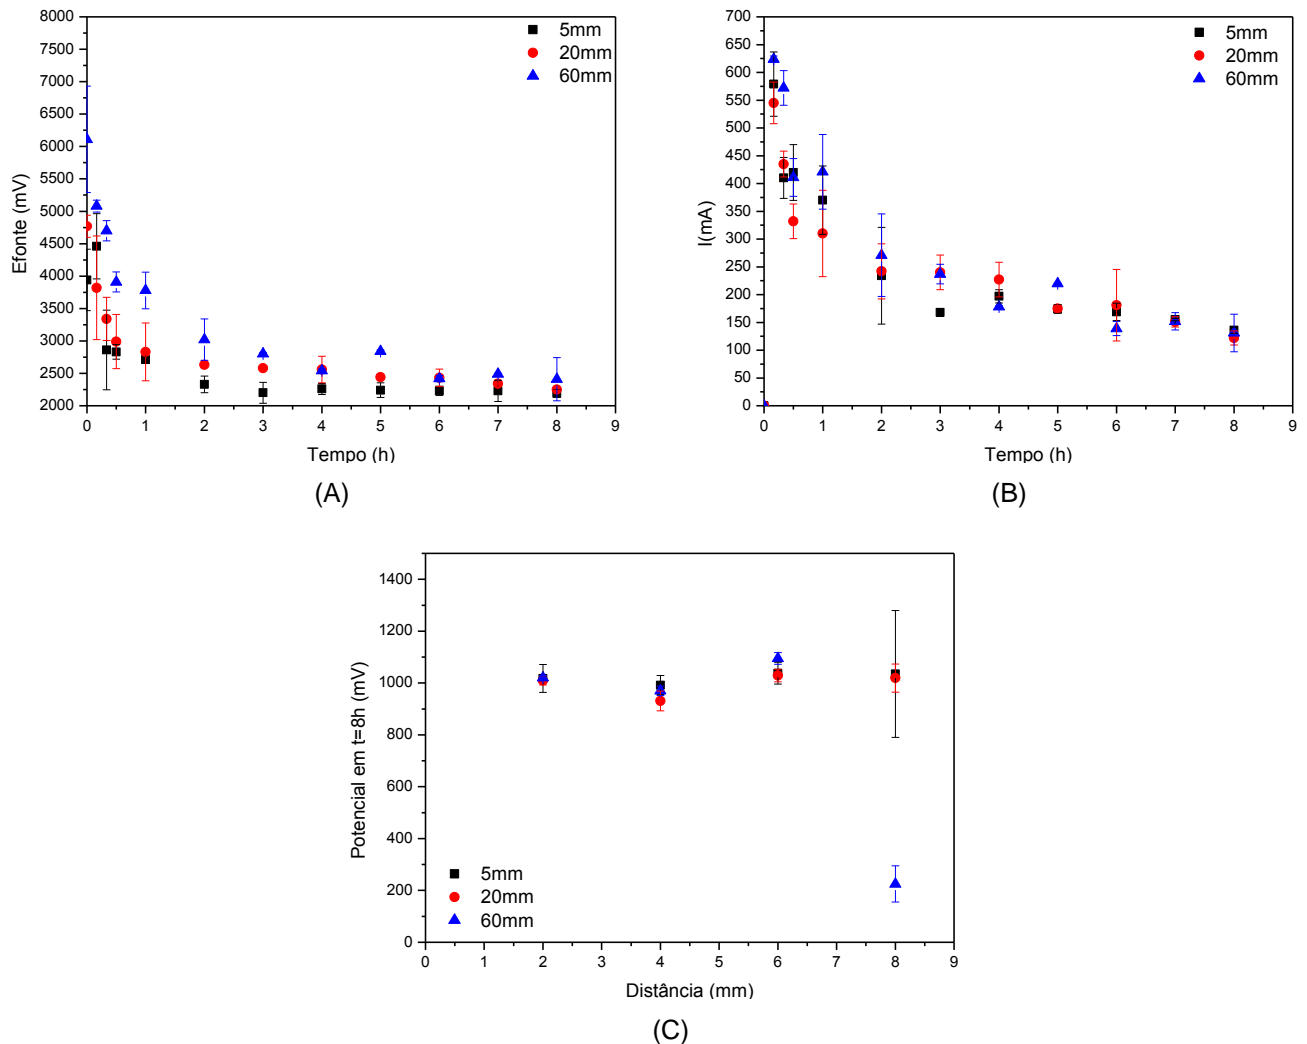 8000
7500
7000
6500
6000
5500
5000
4500
4000
3500
3000
2500
2000
Efonte (mV)
5mm
20mm
60mm
0 1 2 3 4 5 6 7 8 9
Tempo (h)
(A)
700
650
600
550
500
450
400
350
300
250
200
150
100
50
0
I(mA)
5mm
20mm
60mm
0 1 2 3 4 5 6 7 8 9
Tempo (h)
(B)
1400
1200
1000
800
600
400
200
0
Potencial em t=8h (mV)
5mm
20mm
60mm
0 1 2 3 4 5 6 7 8 9
Distância (mm)
(C)